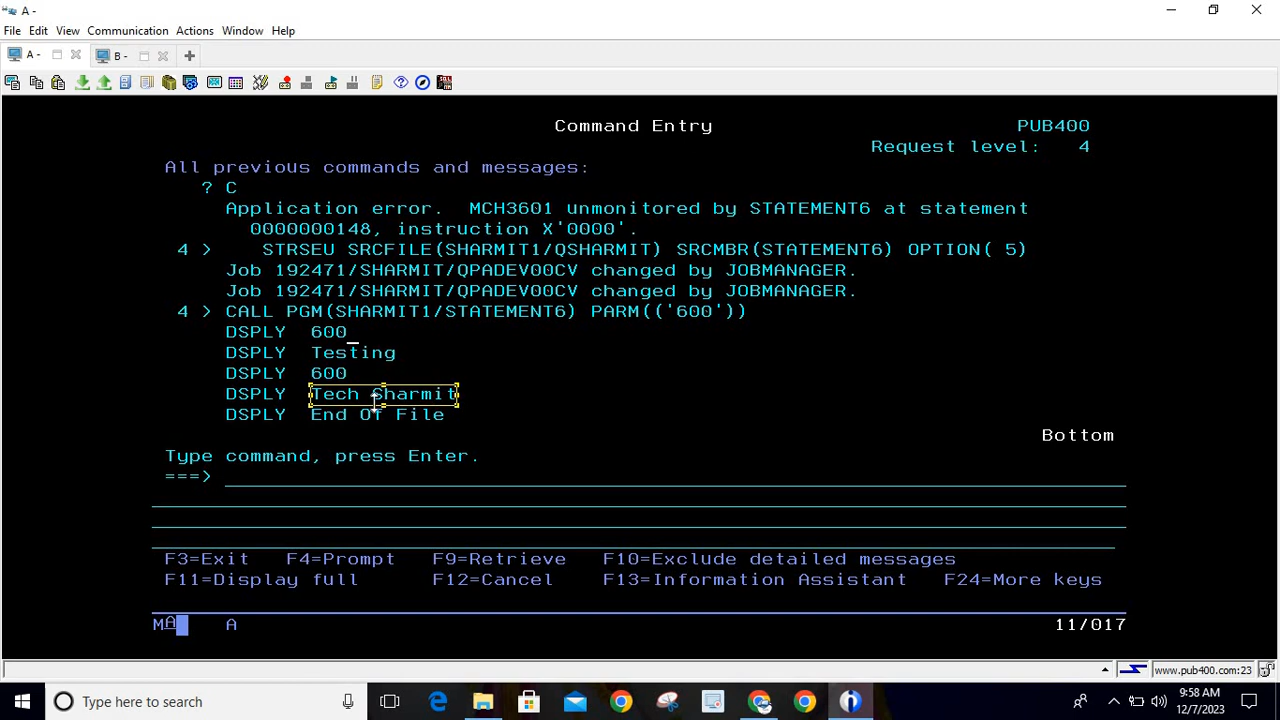 A -
File Edit View Communication Actions Window Help
A - B -
Command Entry PUB400
Request level: 4
All previous commands and messages:
? C
Application error. MCH3601 unmonitored by STATEMENT6 at statement
0000000148, instruction X'0000'.
4 > STRSEU SRCFILE(SHARMIT1/QSHARMIT) SRCMBR(STATEMENT6) OPTION( 5)
Job 192471/SHARMIT/QPADEV00CV changed by JOBMANAGER.
Job 192471/SHARMIT/QPADEV00CV changed by JOBMANAGER.
4 > CALL PGM(SHARMIT1/STATEMENT6) PARM(('600'))
DSPLY 600
DSPLY Testing
DSPLY 600
DSPLY Tech Sharmit
DSPLY End Of File
Bottom
Type command, press Enter.
===>
F3=Exit F4=Prompt F9=Retrieve F10=Exclude detailed messages
F11=Display full F12=Cancel F13=Information Assistant F24=More keys
MA A 11/017
www.pub400.com:23
Type here to search
9:58 AM
12/7/2023